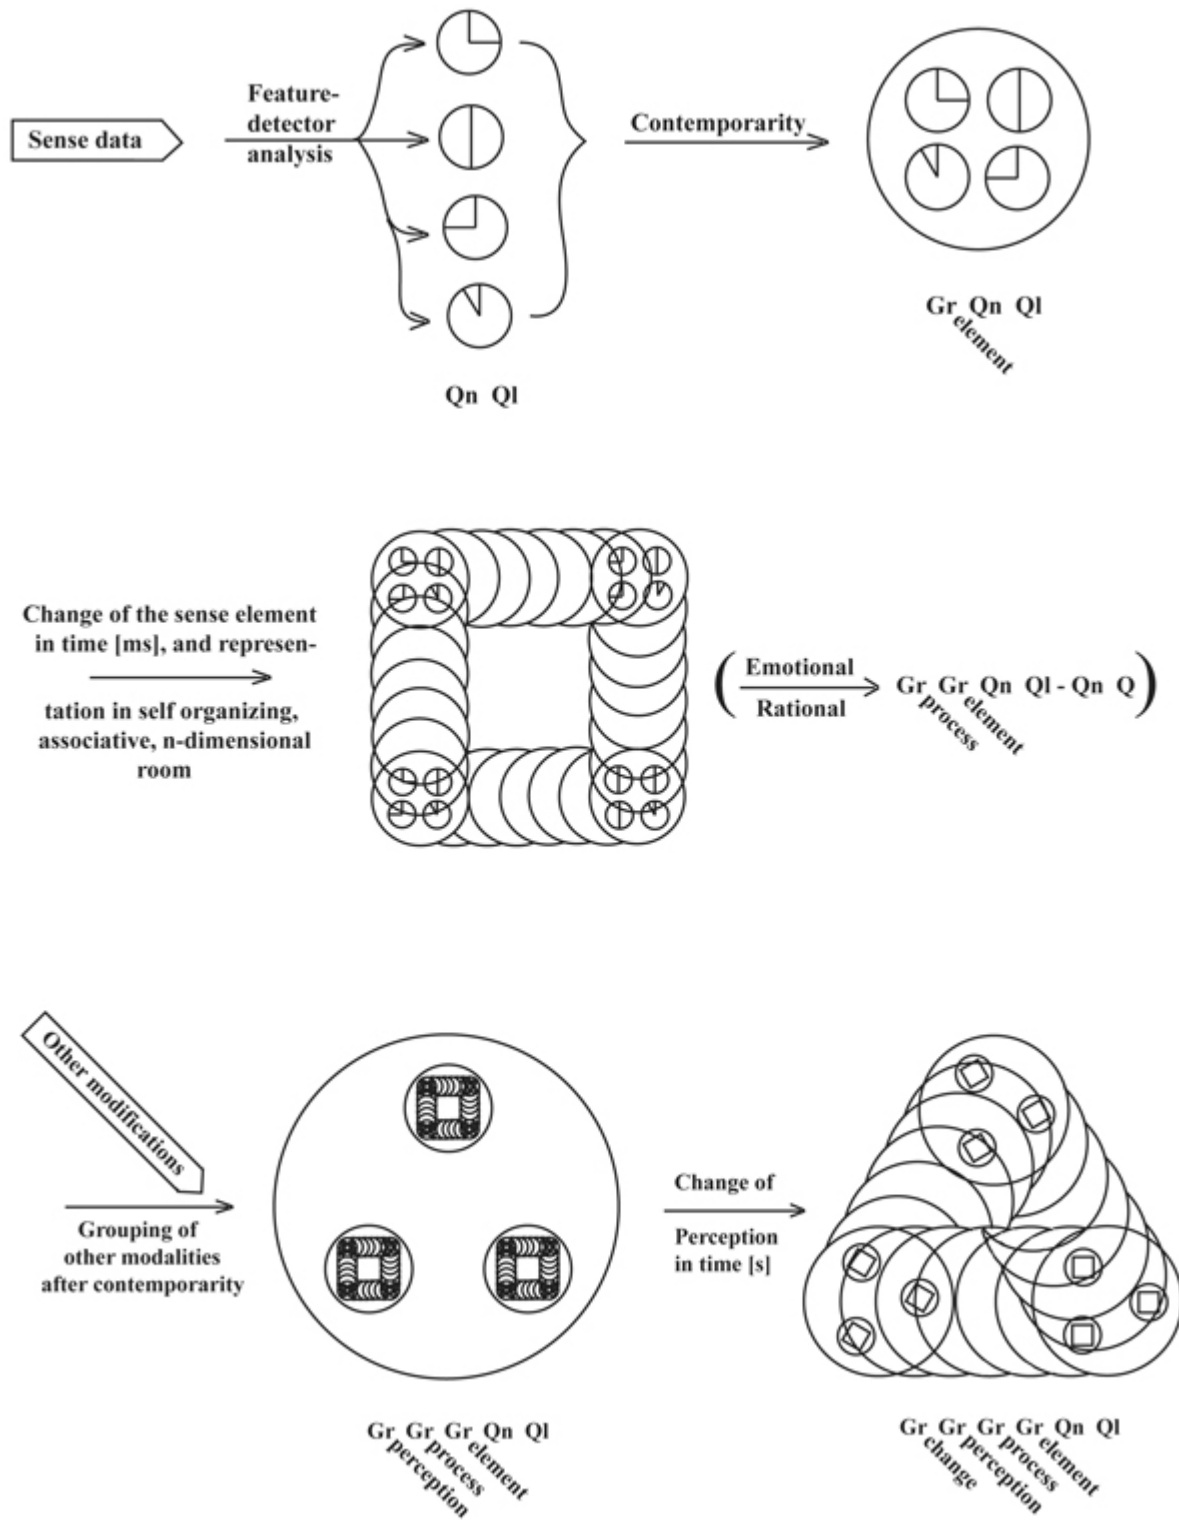 Sense data
Feature-
detector
analysis
Contemporarity
Qn Ql
Gr Qn Ql
element
Change of the sense element
in time [ms], and represen-
tation in self organizing,
associative, n-dimensional
room
Emotional
Rational
( Gr Gr Qn Ql - Qn Q )
process element
Other modifications
Grouping of
other modalities
after contemporarity
Change of
Perception
in time [s]
Gr Gr Gr Qn Ql
perception process element
Gr Gr Gr Gr Qn Ql
change perception process element